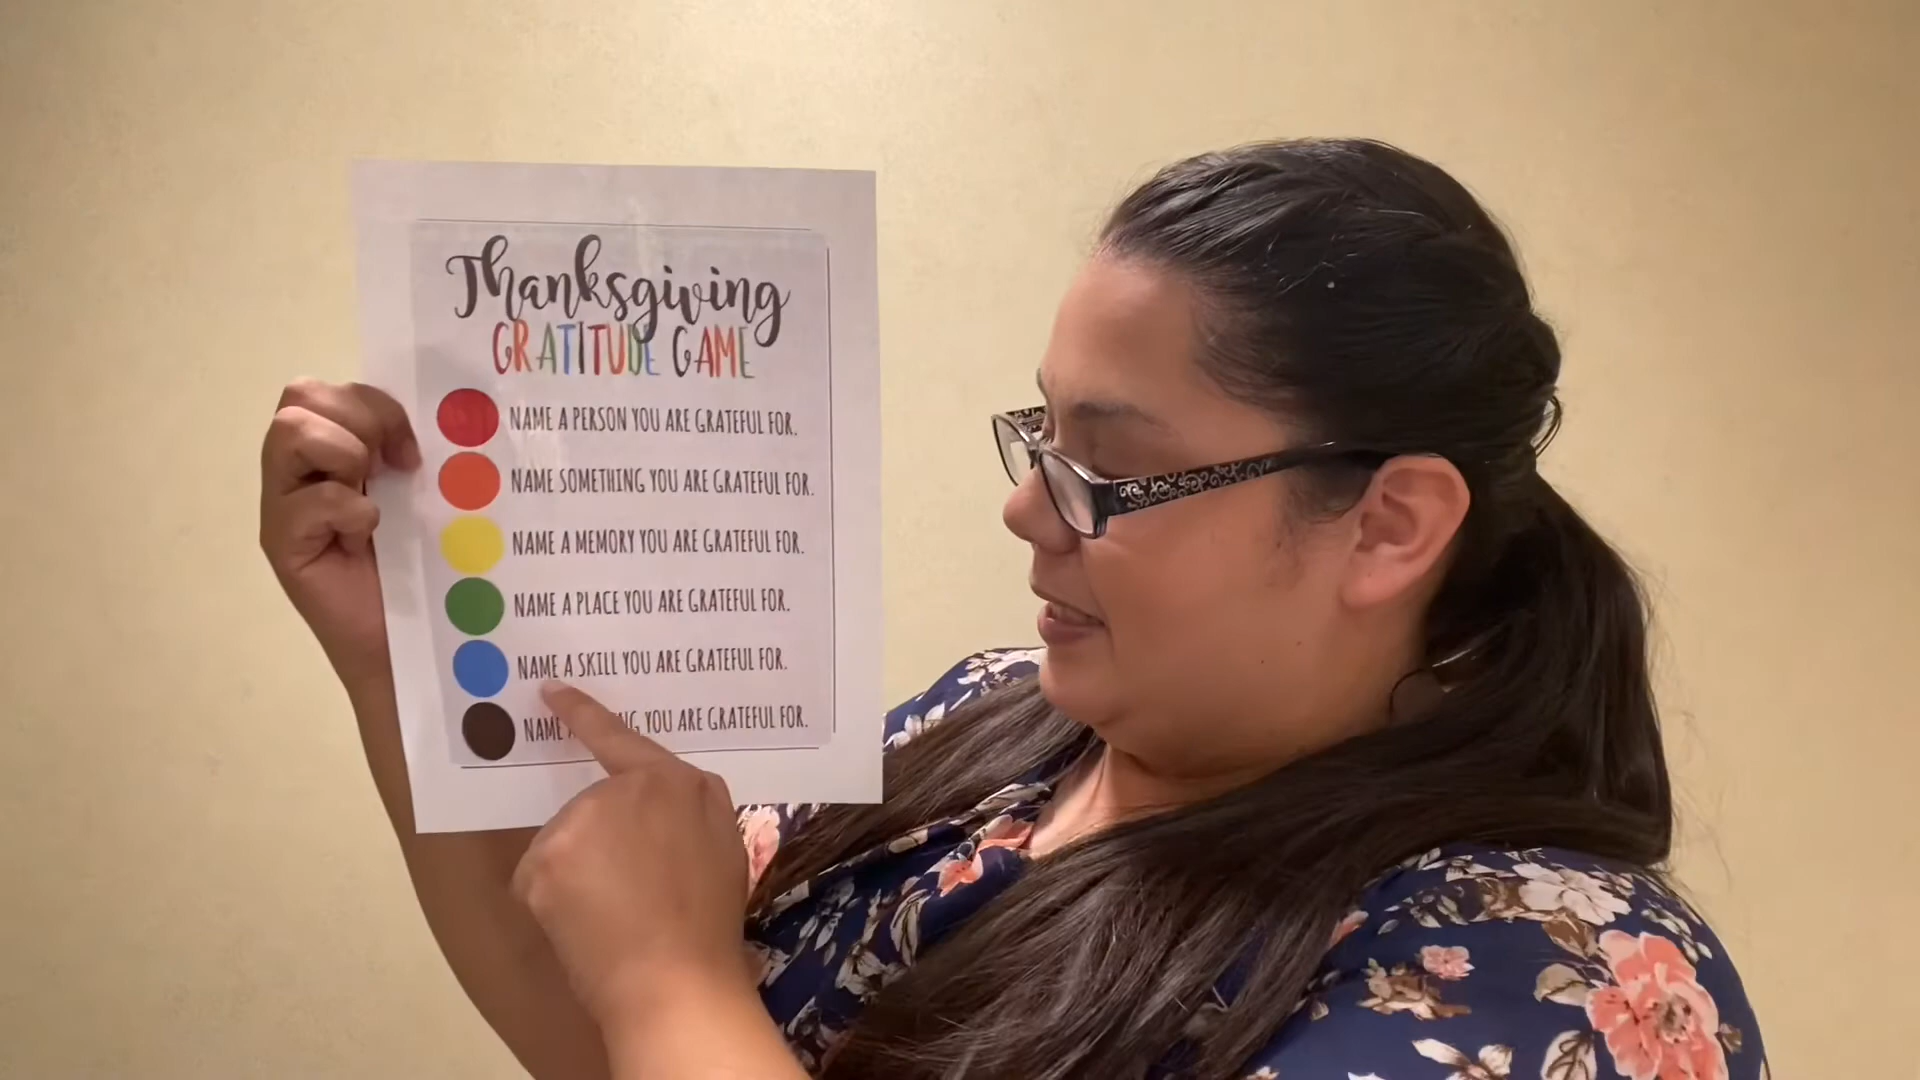 Thanksgiving
GRATITUDE GAME
NAME A PERSON YOU ARE GRATEFUL FOR.
NAME SOMETHING YOU ARE GRATEFUL FOR.
NAME A MEMORY YOU ARE GRATEFUL FOR.
NAME A PLACE YOU ARE GRATEFUL FOR.
NAME A SKILL YOU ARE GRATEFUL FOR.
NAME YOU ARE GRATEFUL FOR.